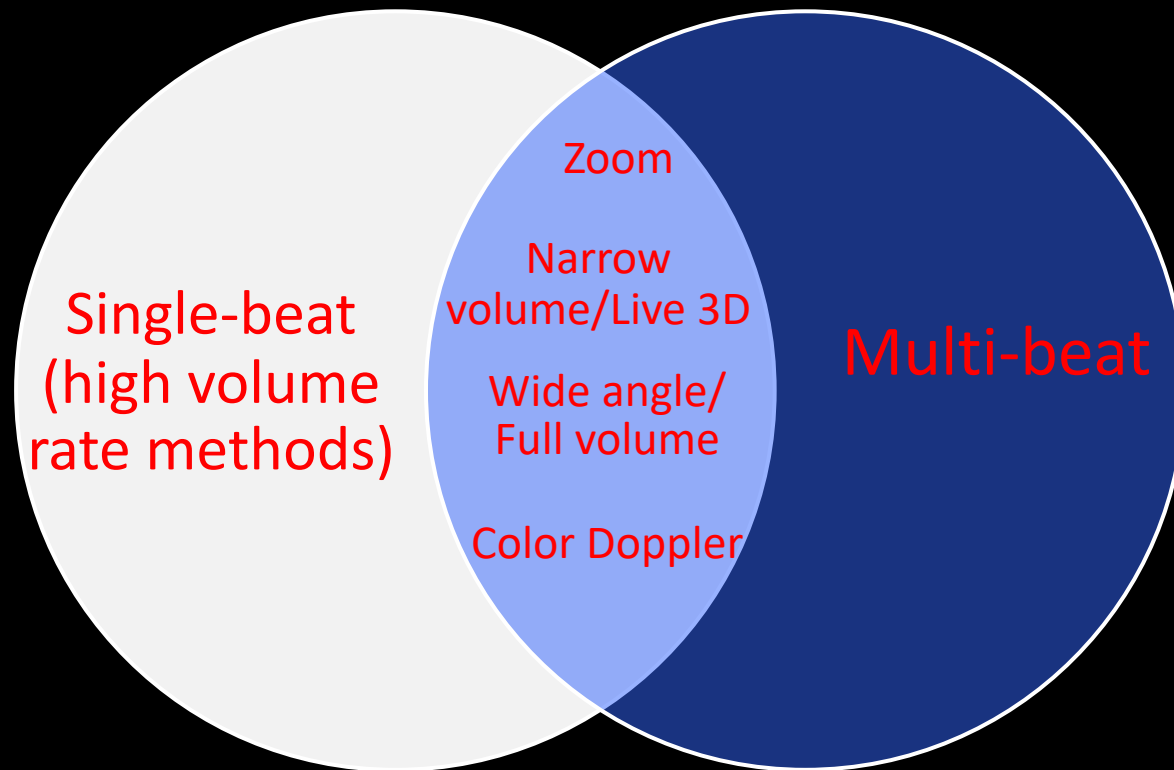 Single-beat
(high volume
rate methods)
Zoom
Narrow
volume/Live 3D
Wide angle/
Full volume
Color Doppler
Multi-beat